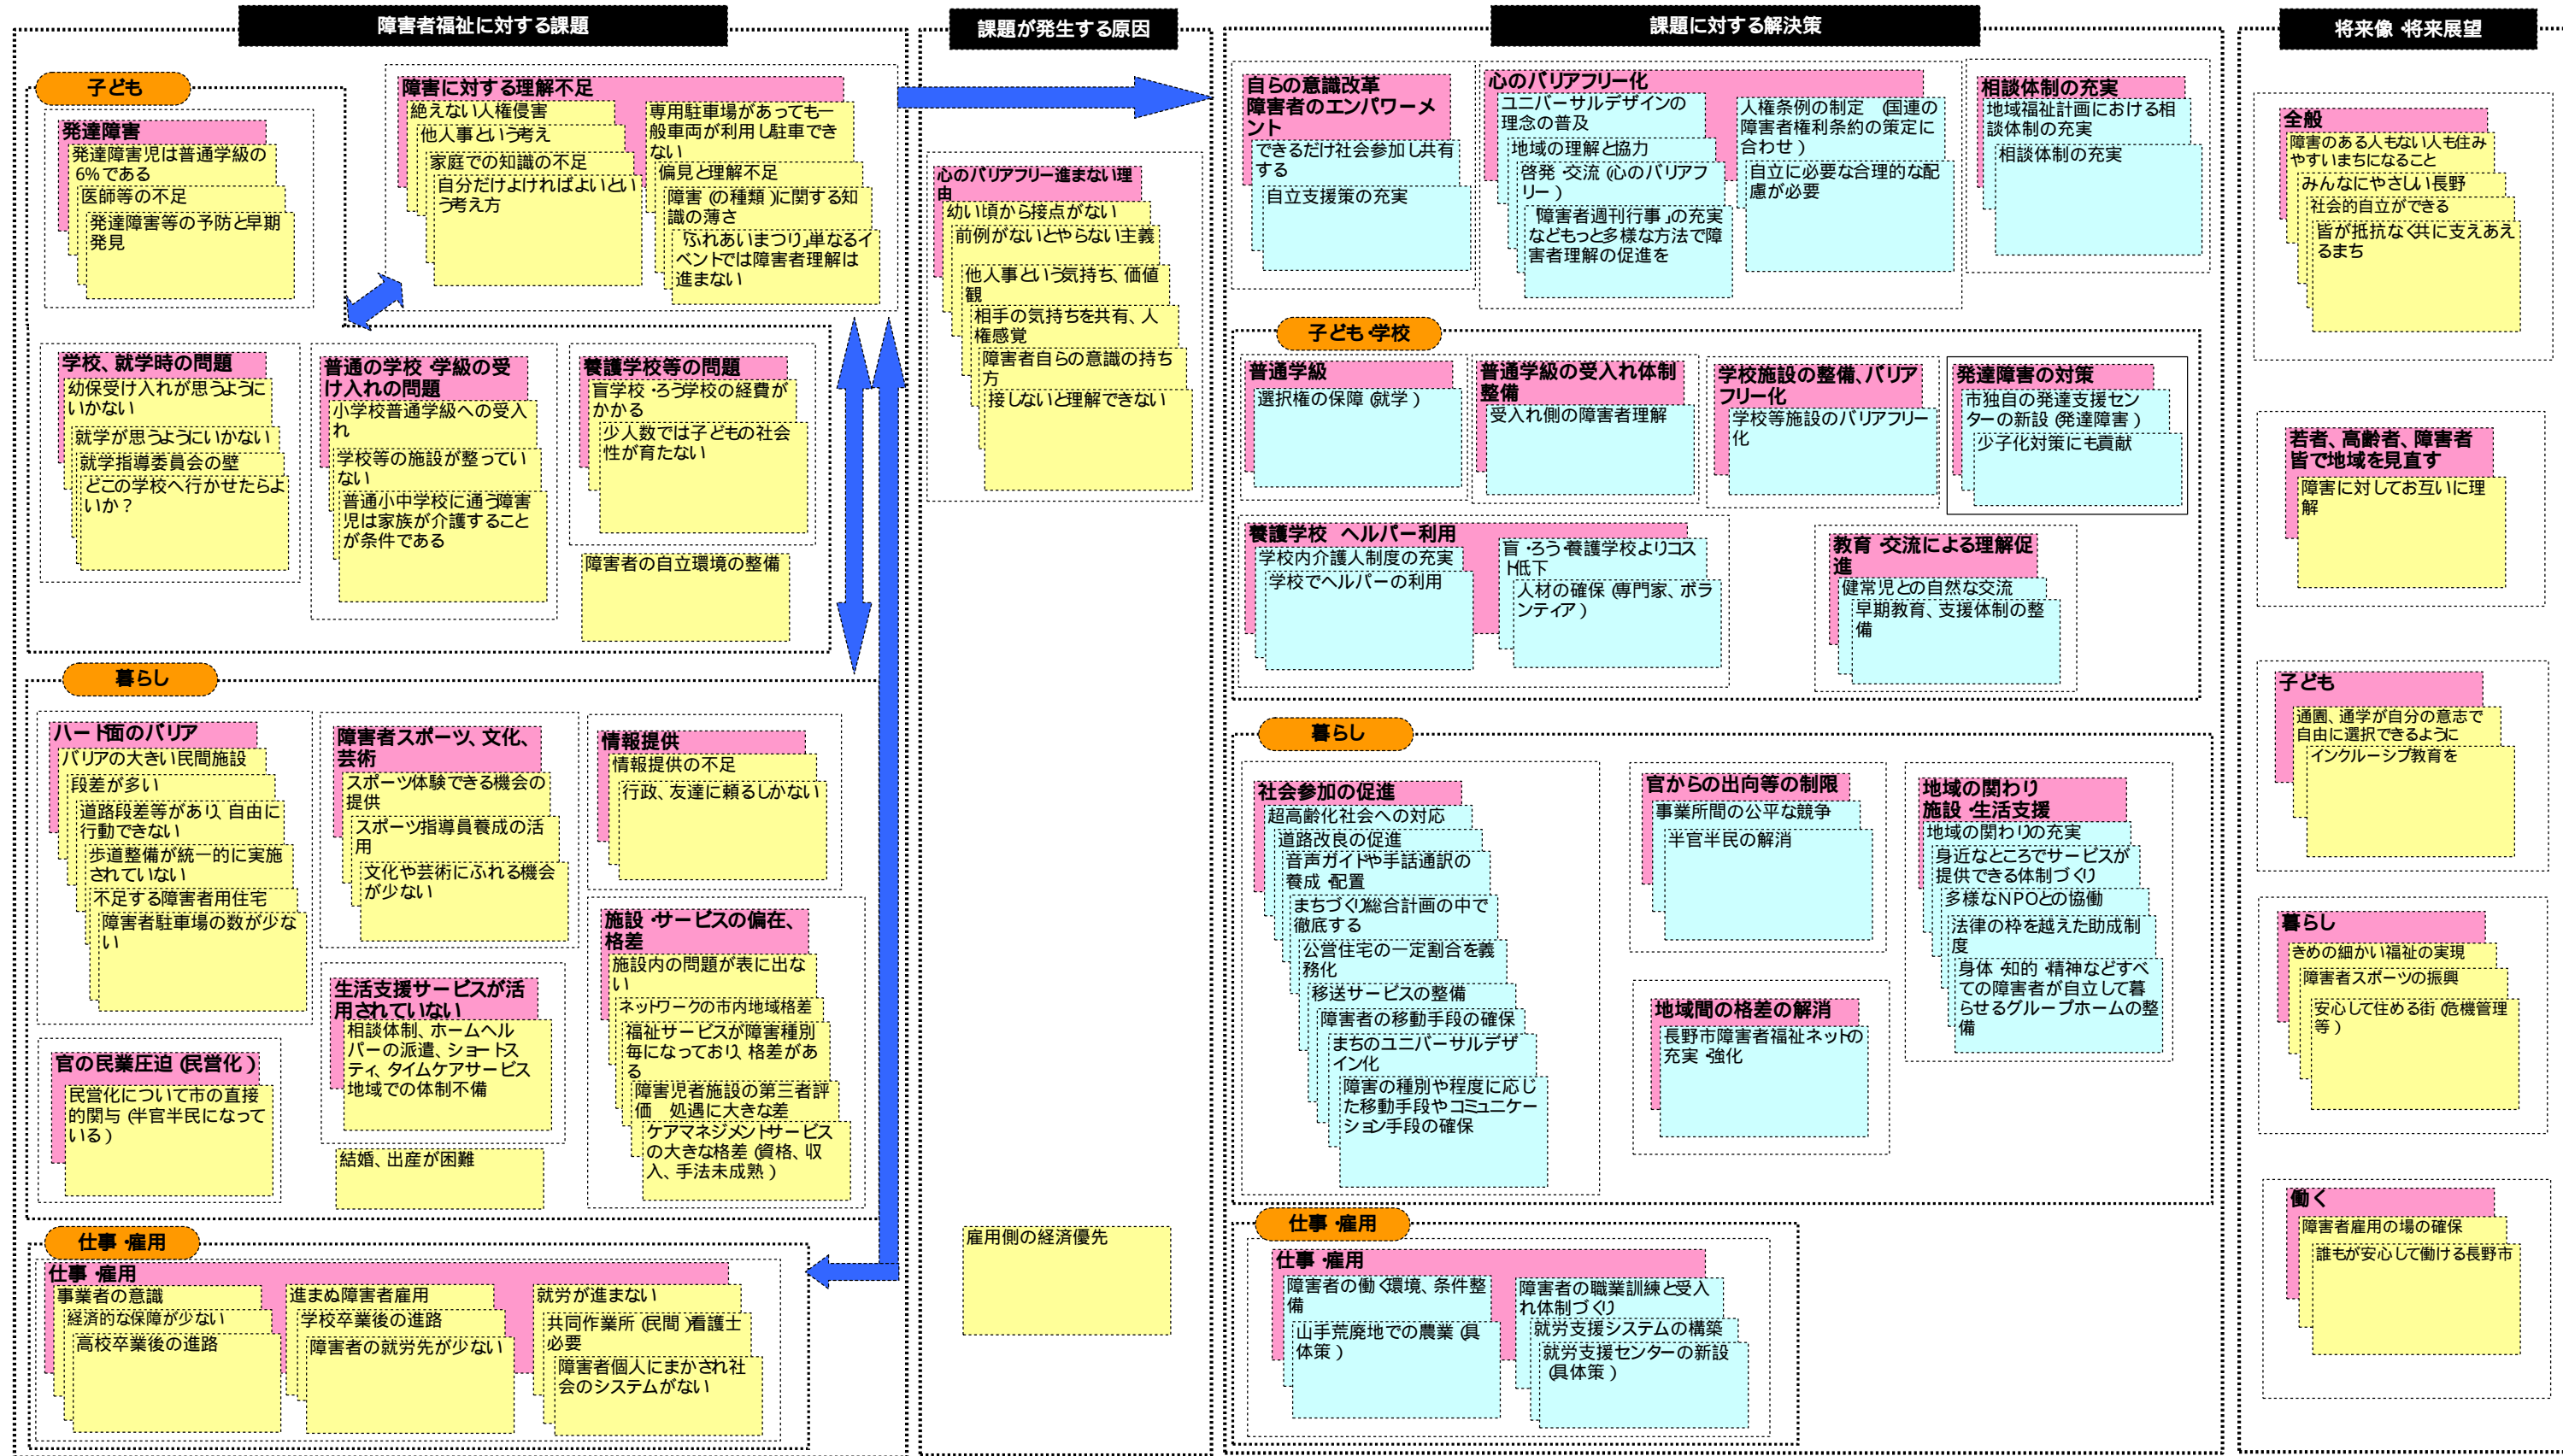 障害者福祉に対する課題
子ども
発達障害
発達障害児は普通学級の
6%である
医師等の不足
発達障害等の予防と早期
発見
障害に対する理解不足
絶えない人権侵害
他人事という考え
家庭での知識の不足
自分だけよければよいとい
う考え方
専用駐車場があっても一
般車両が利用し駐車でき
ない
偏見と理解不足
障害(の種類)に関する知
識の薄さ
「ふれあいまつり」単なるイ
ベントでは障害者理解は
進まない
学校、就学時の問題
幼保受け入れが思うように
いかない
就学が思うようにいかない
就学指導委員会の壁
どこの学校へ行かせたらよ
いか?
普通の学校・学級の受
け入れの問題
小学校普通学級への受入
れ
学校等の施設が整ってい
ない
普通小中学校に通う障害
児は家族が介護すること
が条件である
養護学校等の問題
盲学校・ろう学校の経費が
かかる
少人数では子どもの社会
性が育たない
障害者の自立環境の整備
暮らし
ハード面のバリア
バリアの大きい民間施設
段差が多い
道路段差等があり、自由に
行動できない
歩道整備が統一的に実施
されていない
不足する障害者用住宅
障害者駐車場の数が少な
い
障害者スポーツ、文化、
芸術
スポーツ体験できる機会の
提供
スポーツ指導員養成の活
用
文化や芸術にふれる機会
が少ない
情報提供
情報提供の不足
行政、友達に頼るしかない
施設・サービスの偏在、
格差
施設内の問題が表に出な
い
ネットワークの市内地域格差
福祉サービスが障害種別
毎になっており、格差があ
る
障害児者施設の第三者評
価 処遇に大きな差
ケアマネジメントサービス
の大きな格差(資格、収
入、手法未成熟)
生活支援サービスが活
用されていない
相談体制、ホームヘル
パーの派遣、ショートス
ティ、タイムケアサービス
地域での体制不備
官の民業圧迫(民営化)
民営化について市の直接
的関与(半官半民になって
いる)
結婚、出産が困難
仕事・雇用
仕事・雇用
事業者の意識
経済的な保障が少ない
高校卒業後の進路
進まぬ障害者雇用
学校卒業後の進路
障害者の就労先が少ない
就労が進まない
共同作業所(民間)看護士
必要
障害者個人にまかされ社
会のシステムがない
課題が発生する原因
心のバリアフリー進まない理
由
幼い頃から接点がない
前例がないとやらない主義
他人事という気持ち、価値
観
相手の気持ちを共有、人
権感覚
障害者自らの意識の持ち
方
接しないと理解できない
雇用側の経済優先
課題に対する解決策
自らの意識改革
障害者のエンパワーメ
ント
できるだけ社会参加し共有
する
自立支援策の充実
心のバリアフリー化
ユニバーサルデザインの
理念の普及
地域の理解と協力
啓発・交流(心のバリアフ
リー)
「障害者週刊行事」の充実
などもっと多様な方法で障
害者理解の促進を
人権条例の制定 (国連の
障害者権利条約の策定に
合わせ)
自立に必要な合理的な配
慮が必要
相談体制の充実
地域福祉計画における相
談体制の充実
相談体制の充実
子ども・学校
普通学級
選択権の保障(就学)
普通学級の受入れ体制
整備
受入れ側の障害者理解
学校施設の整備、バリア
フリー化
学校等施設のバリアフリー
化
発達障害の対策
市独自の発達支援セン
ターの新設(発達障害)
少子化対策にも貢献
養護学校 ヘルパー利用
学校内介護人制度の充実
学校でヘルパーの利用
盲・ろう・養護学校よりコス
ト低下
人材の確保(専門家、ボラ
ンティア)
教育・交流による理解促
進
健常児との自然な交流
早期教育、支援体制の整
備
暮らし
社会参加の促進
超高齢化社会への対応
道路改良の促進
音声ガイドや手話通訳の
養成・配置
まちづくり総合計画の中で
徹底する
公営住宅の一定割合を義
務化
移送サービスの整備
障害者の移動手段の確保
まちのユニバーサルデザ
イン化
障害の種別や程度に応じ
た移動手段やコミュニケー
ション手段の確保
官からの出向等の制限
事業所間の公平な競争
半官半民の解消
地域間の格差の解消
長野市障害者福祉ネットの
充実・強化
地域の関わり
施設・生活支援
地域の関わりの充実
身近なところでサービスが
提供できる体制づくり
多様なNPOとの協働
法律の枠を越えた助成制
度
身体・知的・精神などすべ
ての障害者が自立して暮
らせるグループホームの整
備
仕事・雇用
仕事・雇用
障害者の働く環境、条件整
備
山手荒廃地での農業(具
体策)
障害者の職業訓練と受入
れ体制づくり
就労支援システムの構築
就労支援センターの新設
(具体策)
将来像・将来展望
全般
障害のある人もない人も住み
やすいまちになること
みんなにやさしい長野
社会的自立ができる
皆が抵抗なく共に支えあえ
るまち
若者、高齢者、障害者
皆で地域を見直す
障害に対してお互いに理
解
子ども
通園、通学が自分の意志で
自由に選択できるように
インクルーシブ教育を
暮らし
きめの細かい福祉の実現
障害者スポーツの振興
安心して住める街(危機管理
等)
働く
障害者雇用の場の確保
誰もが安心して働ける長野市